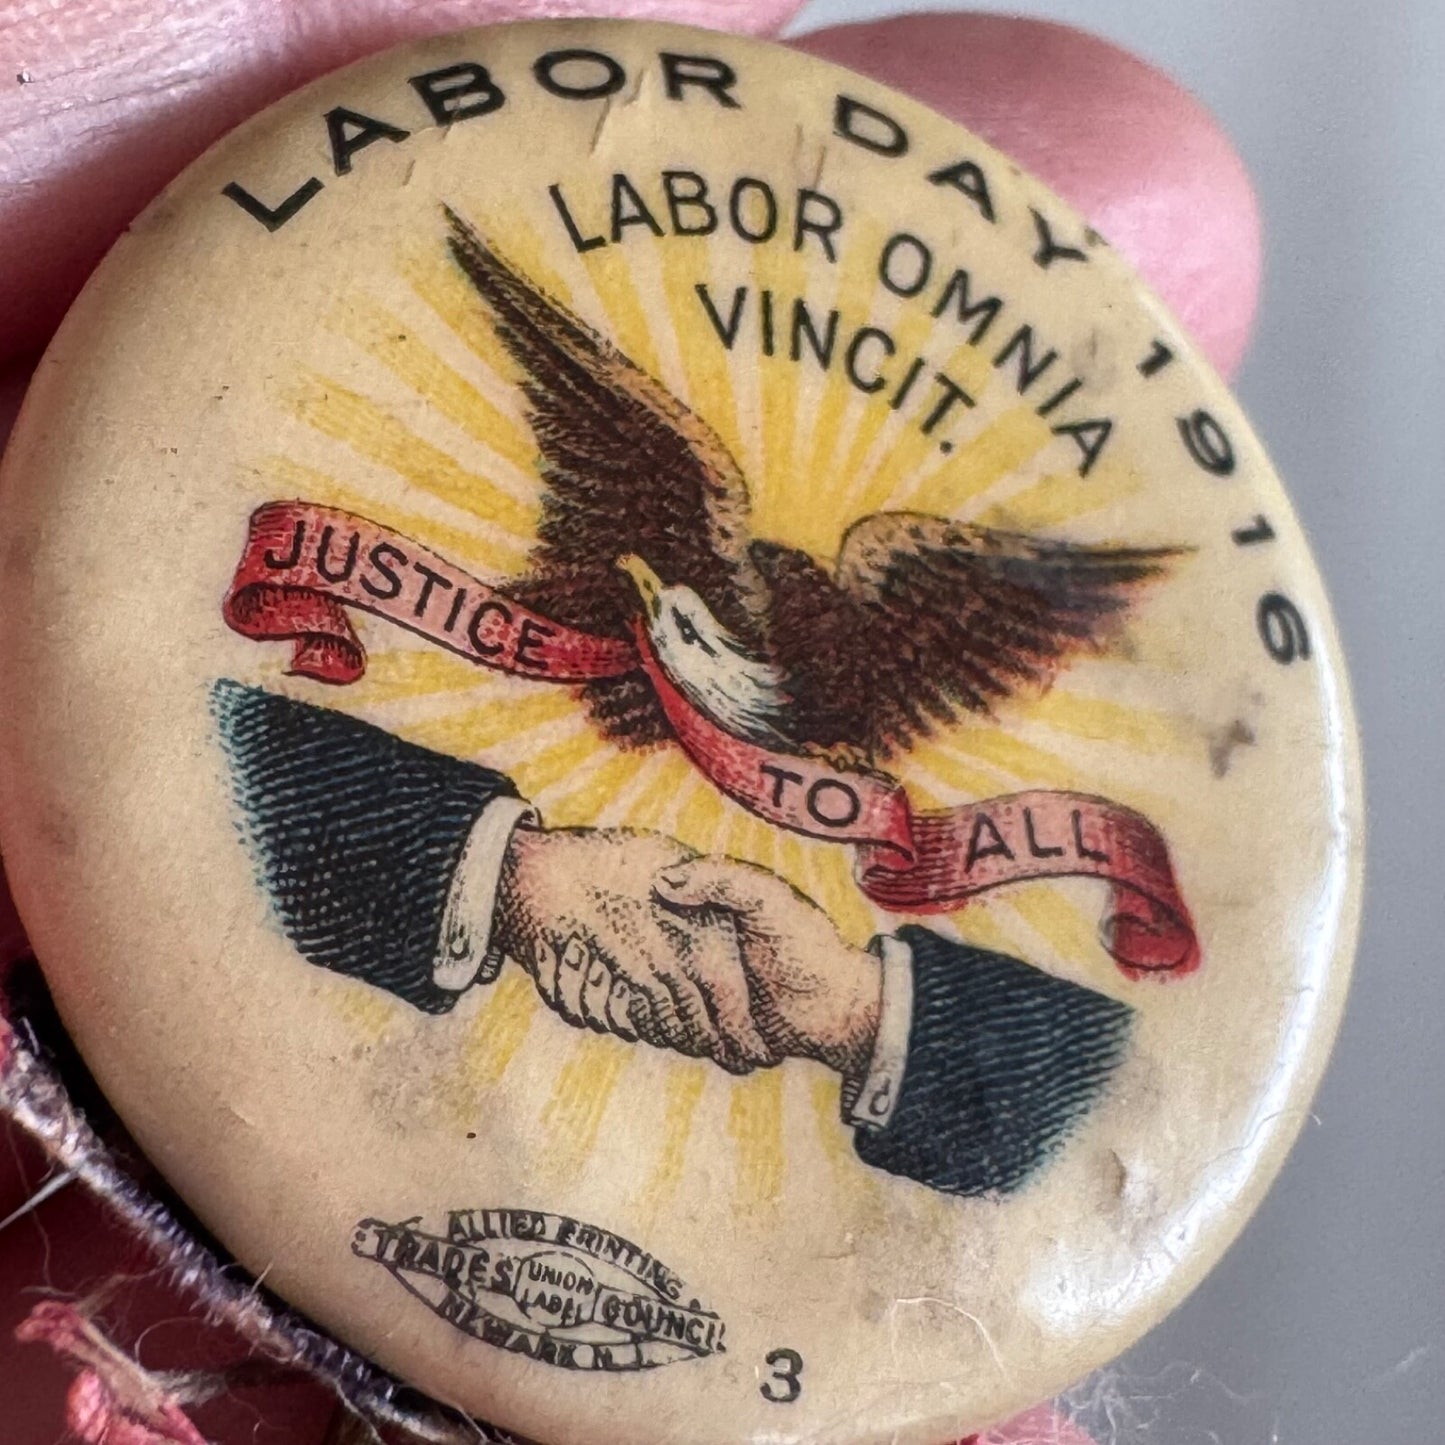 LABOR DAY 1916
LABOR OMNIA
VINCIT.
JUSTICE
TO
ALL
ALLIED PRINTING
TRADES UNION LABEL COUNCIL
NEWARK N.J.
3